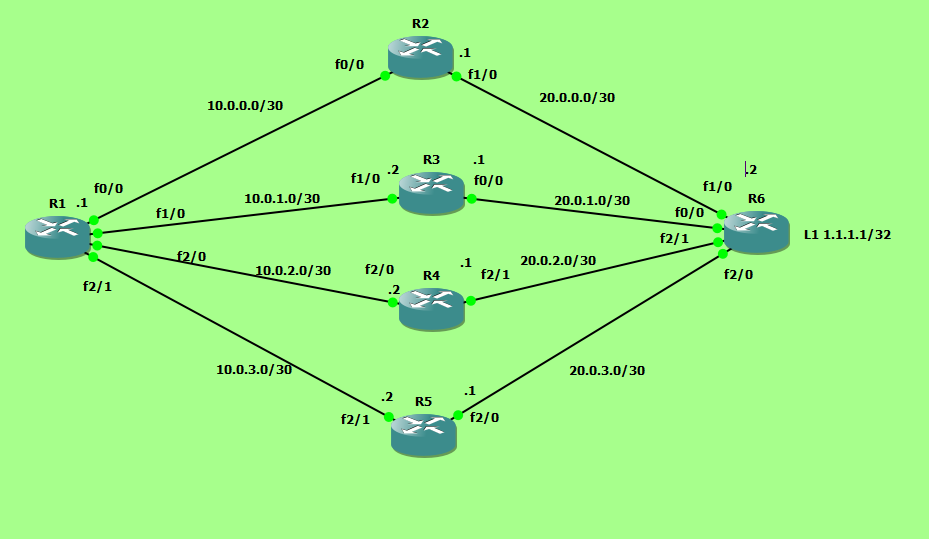 R2
.1
f0/0
f1/0
20.0.0.0/30
10.0.0.0/30
R3
.1
.2
.2
f1/0
f0/0
f1/0
f0/0
R1
.1
10.0.1.0/30
20.0.1.0/30
R6
f1/0
f0/0
L1 1.1.1.1/32
f2/1
f2/0
10.0.2.0/30
f2/0
.1
20.0.2.0/30
R4
f2/1
f2/0
f2/1
.2
10.0.3.0/30
20.0.3.0/30
.2
.1
R5
f2/1
f2/0